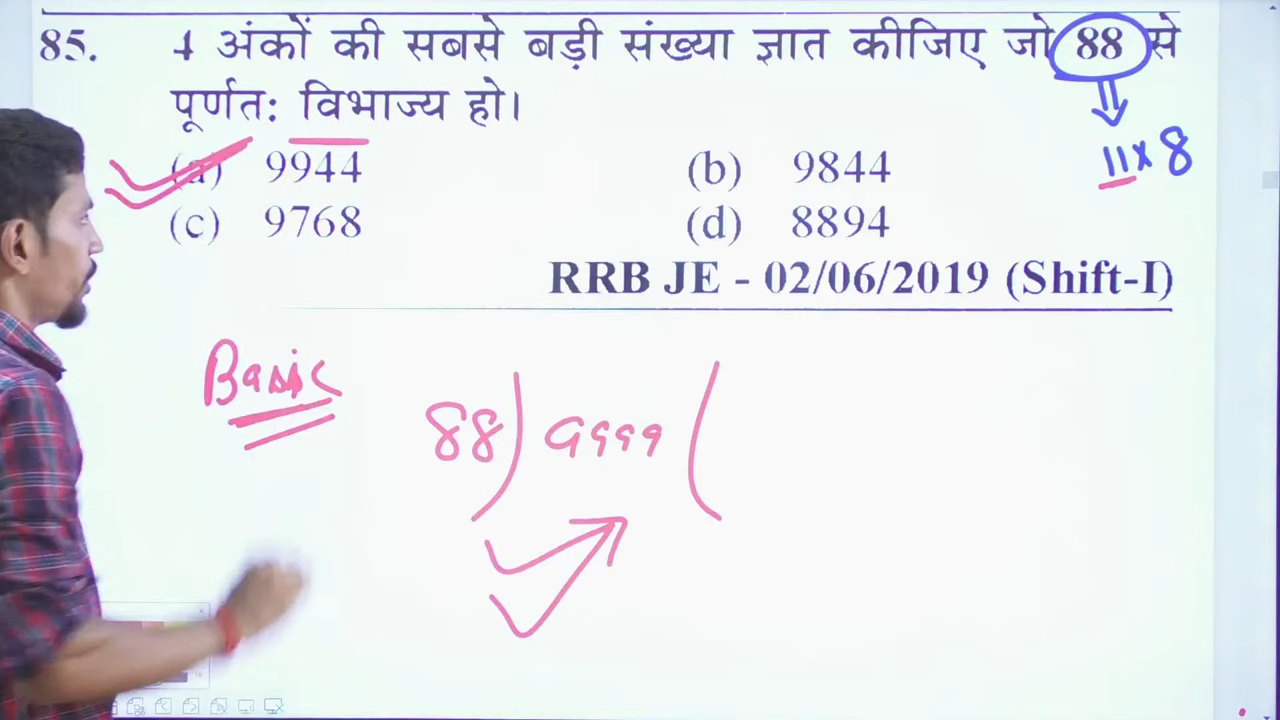 85. 4 अंकों की सबसे बड़ी संख्या ज्ञात कीजिए जो 88 से
पूर्णत: विभाज्य हो।
11 × 8
(a) 9944 (b) 9844
(c) 9768 (d) 8894
RRB JE - 02/06/2019 (Shift-I)
Basic
88) 9999 (